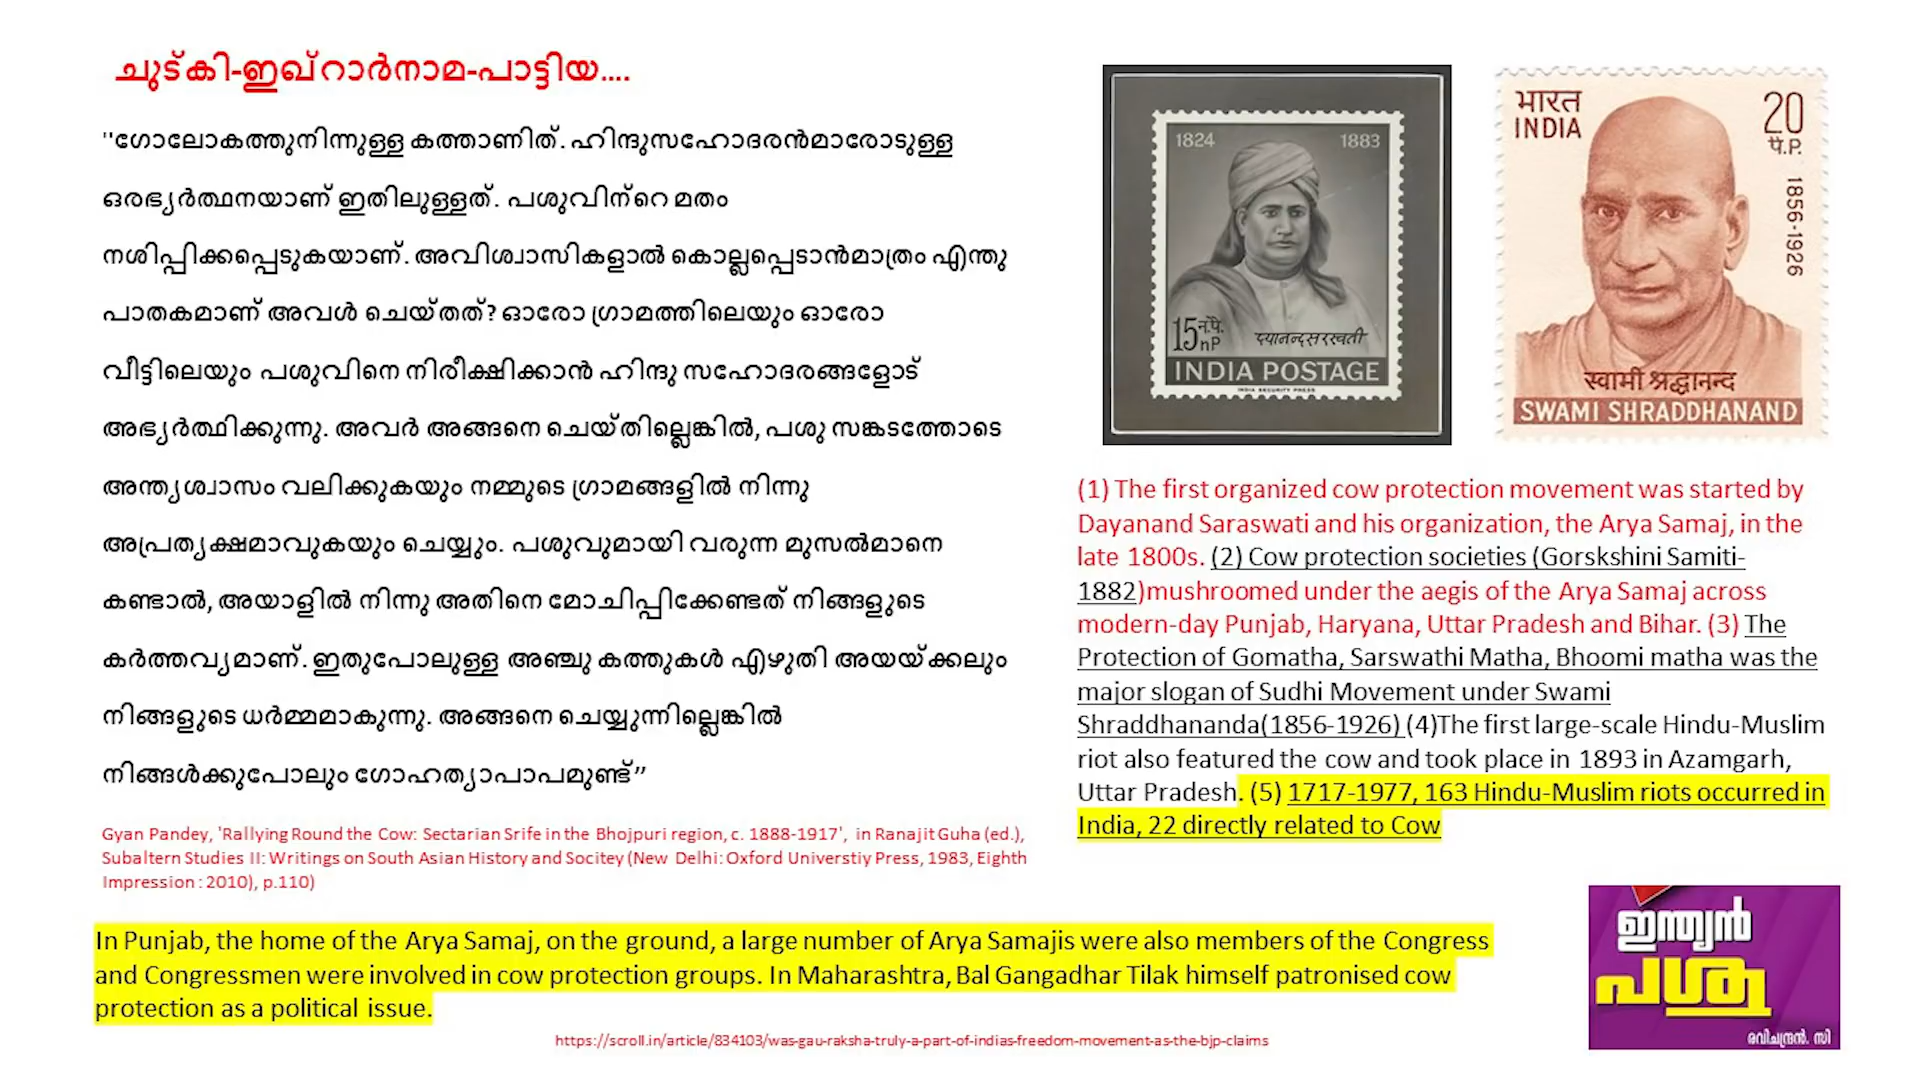 ചുട്കി-ഇഖ്റാർനാമ-പാട്ടിയ....
''ഗോലോകത്തുനിന്നുള്ള കത്താണിത്. ഹിന്ദുസഹോദരൻമാരോടുള്ള
ഒരഭ്യർത്ഥനയാണ് ഇതിലുള്ളത്. പശുവിന്റെ മതം
നശിപ്പിക്കപ്പെടുകയാണ്. അവിശ്വാസികളാൽ കൊല്ലപ്പെടാൻമാത്രം എന്തു
പാതകമാണ് അവൾ ചെയ്തത്? ഓരോ ഗ്രാമത്തിലെയും ഓരോ
വീട്ടിലെയും പശുവിനെ നിരീക്ഷിക്കാൻ ഹിന്ദു സഹോദരങ്ങളോട്
അഭ്യർത്ഥിക്കുന്നു. അവർ അങ്ങനെ ചെയ്തില്ലെങ്കിൽ, പശു സങ്കടത്തോടെ
അന്ത്യശ്വാസം വലിക്കുകയും നമ്മുടെ ഗ്രാമങ്ങളിൽ നിന്നു
അപ്രത്യക്ഷമാവുകയും ചെയ്യും. പശുവുമായി വരുന്ന മുസൽമാനെ
കണ്ടാൽ, അയാളിൽ നിന്നു അതിനെ മോചിപ്പിക്കേണ്ടത് നിങ്ങളുടെ
കർത്തവ്യമാണ്. ഇതുപോലുള്ള അഞ്ചു കത്തുകൾ എഴുതി അയയ്ക്കലും
നിങ്ങളുടെ ധർമ്മമാകുന്നു. അങ്ങനെ ചെയ്യുന്നില്ലെങ്കിൽ
നിങ്ങൾക്കുപോലും ഗോഹത്യാപാപമുണ്ട്”
Gyan Pandey, 'Rallying Round the Cow: Sectarian Srife in the Bhojpuri region, c. 1888-1917', in Ranajit Guha (ed.),
Subaltern Studies II: Writings on South Asian History and Socitey (New Delhi: Oxford Universtiy Press, 1983, Eighth
Impression : 2010), p.110)
1824 1883
15 न.पै. nP
दयानन्द सरस्वती
INDIA POSTAGE
INDIA SECURITY PRESS
भारत
INDIA
20
पै. P.
1856-1926
स्वामी श्रद्धानन्द
SWAMI SHRADDHANAND
(1) The first organized cow protection movement was started by
Dayanand Saraswati and his organization, the Arya Samaj, in the
late 1800s. (2) Cow protection societies (Gorskshini Samiti-
1882)mushroomed under the aegis of the Arya Samaj across
modern-day Punjab, Haryana, Uttar Pradesh and Bihar. (3) The
Protection of Gomatha, Sarswathi Matha, Bhoomi matha was the
major slogan of Sudhi Movement under Swami
Shraddhananda(1856-1926) (4)The first large-scale Hindu-Muslim
riot also featured the cow and took place in 1893 in Azamgarh,
Uttar Pradesh. (5) 1717-1977, 163 Hindu-Muslim riots occurred in
India, 22 directly related to Cow
In Punjab, the home of the Arya Samaj, on the ground, a large number of Arya Samajis were also members of the Congress
and Congressmen were involved in cow protection groups. In Maharashtra, Bal Gangadhar Tilak himself patronised cow
protection as a political issue.
https://scroll.in/article/834103/was-gau-raksha-truly-a-part-of-indias-freedom-movement-as-the-bjp-claims
ഇന്ത്യൻ
പശു
രവിചന്ദ്രൻ. സി